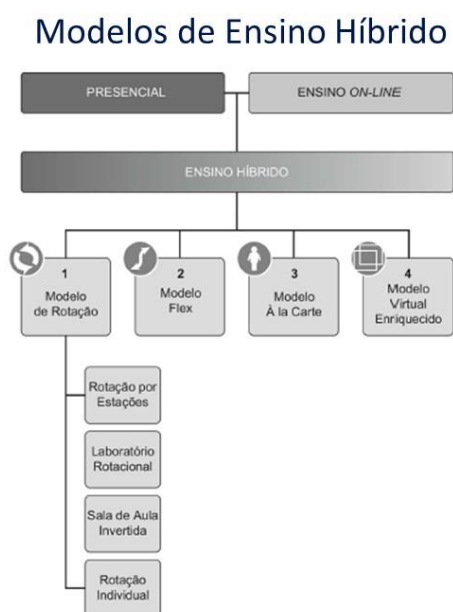 Modelos de Ensino Híbrido
PRESENCIAL
ENSINO ON-LINE
ENSINO HÍBRIDO
1
Modelo
de Rotação
2
Modelo
Flex
3
Modelo
À la Carte
4
Modelo
Virtual
Enriquecido
Rotação por
Estações
Laboratório
Rotacional
Sala de Aula
Invertida
Rotação
Individual